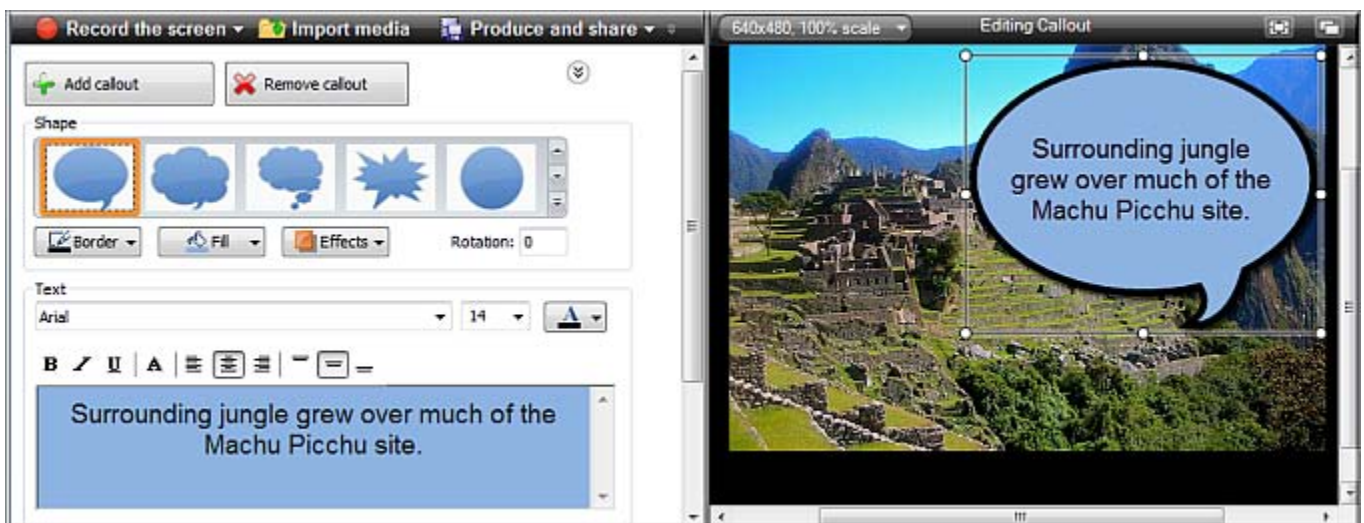 Record the screen Import media Produce and share
640x480, 100% scale Editing Callout
Add callout Remove callout
Shape
Border Fill Effects Rotation: 0
Text
Arial 14 A
B I U A
Surrounding jungle grew over much of the
Machu Picchu site.
Surrounding jungle
grew over much of the
Machu Picchu site.